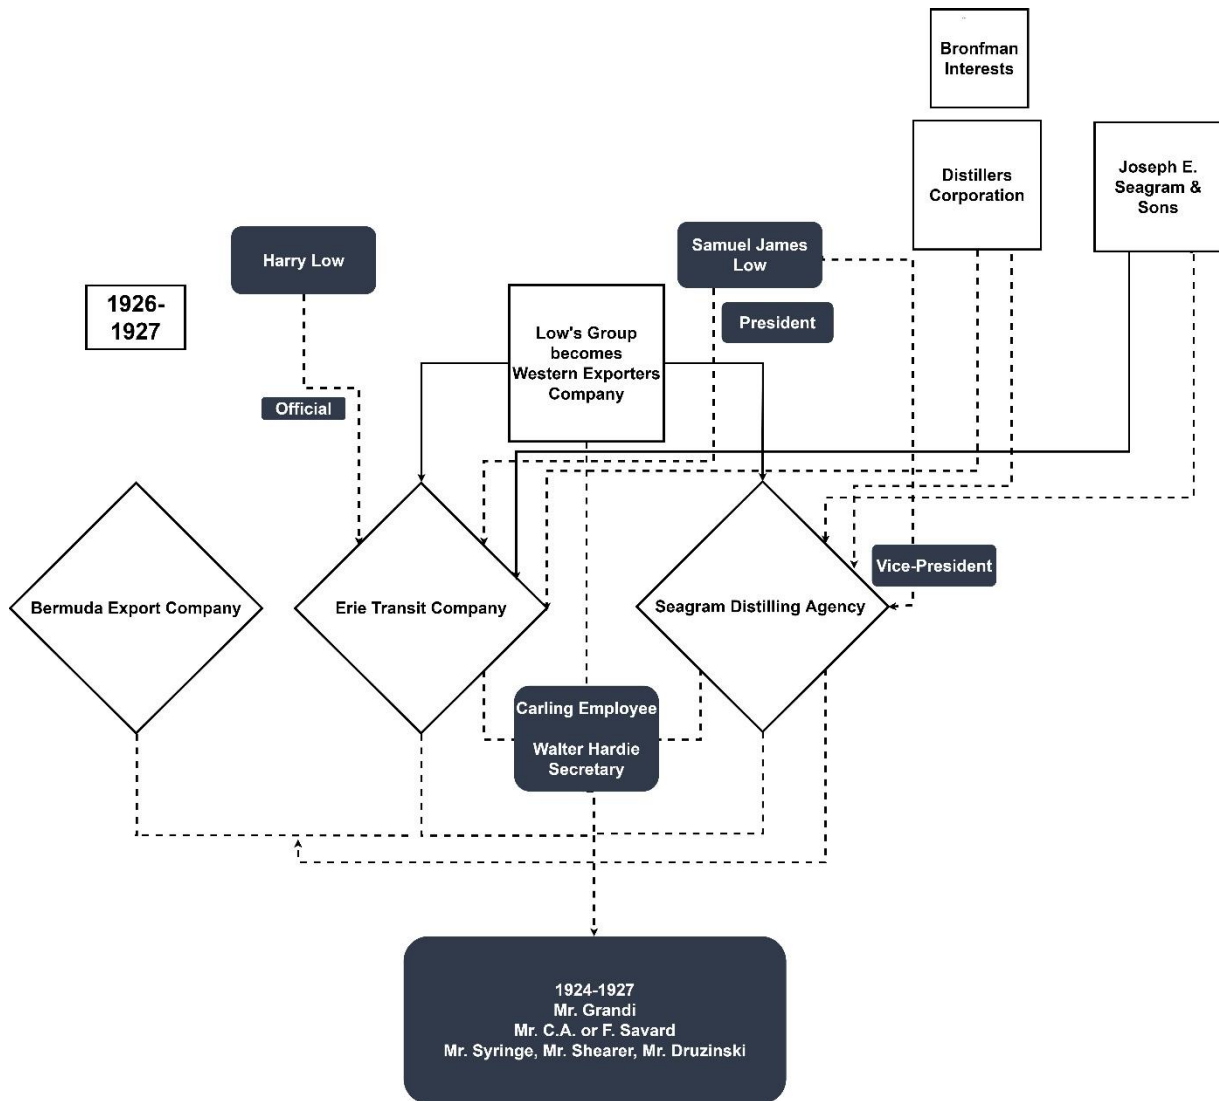 Bronfman
Interests
Distillers
Corporation
Joseph E.
Seagram &
Sons
Samuel James
Low
Harry Low
President
1926-
1927
Low's Group
becomes
Western Exporters
Company
Official
Vice-President
Bermuda Export Company
Erie Transit Company
Seagram Distilling Agency
Carling Employee
Walter Hardie
Secretary
1924-1927
Mr. Grandi
Mr. C.A. or F. Savard
Mr. Syringe, Mr. Shearer, Mr. Druzinski